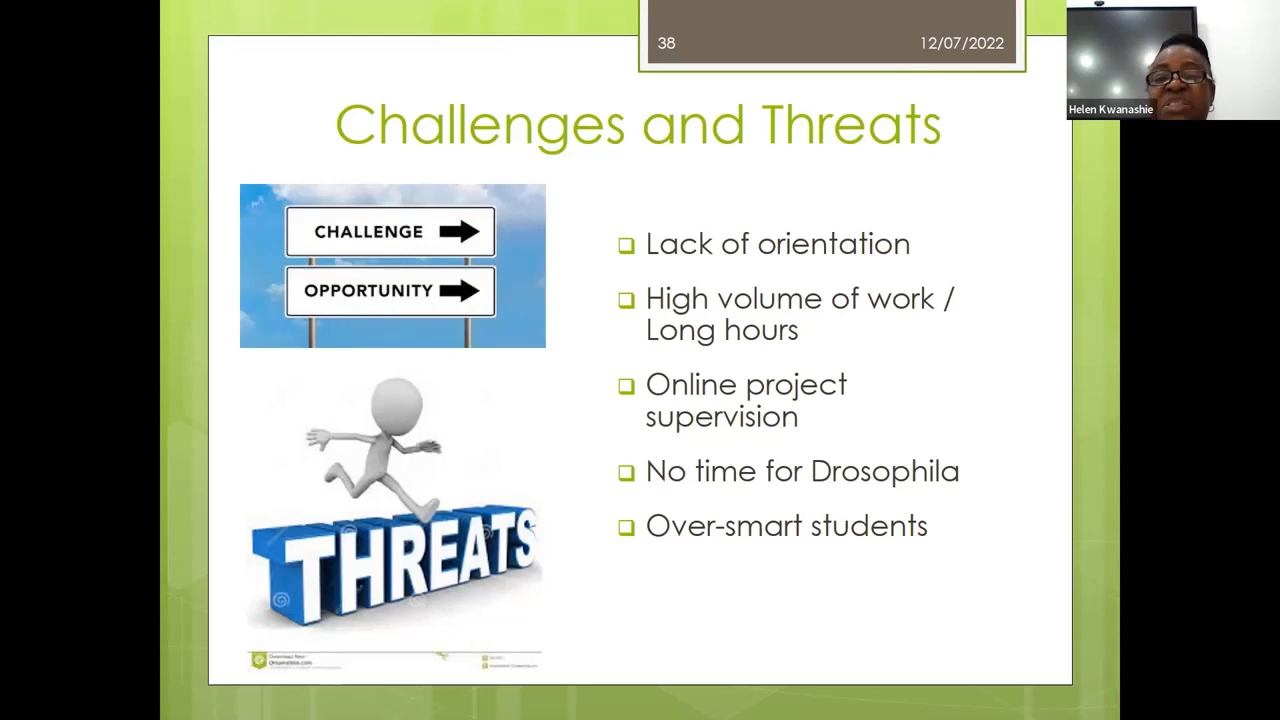 38
12/07/2022
Helen Kwanashie
Challenges and Threats
CHALLENGE
OPPORTUNITY
THREATS
Lack of orientation
High volume of work /
Long hours
Online project
supervision
No time for Drosophila
Over-smart students